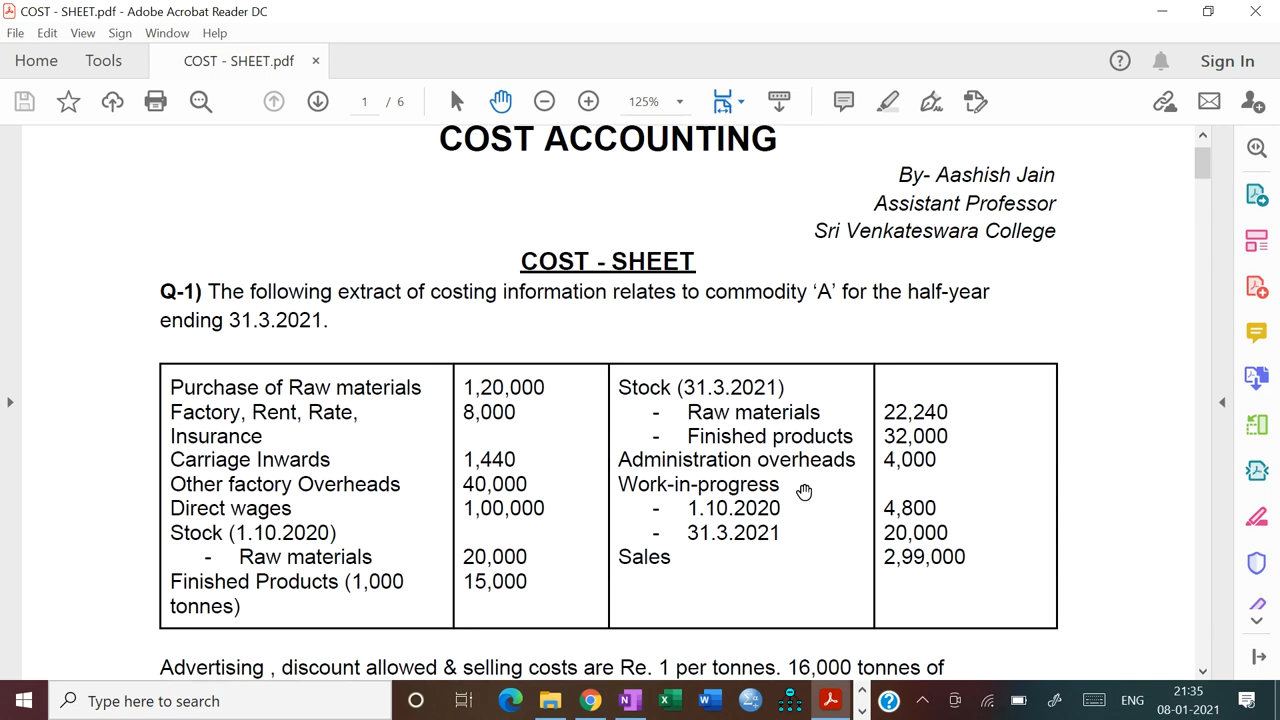 COST - SHEET.pdf - Adobe Acrobat Reader DC
File Edit View Sign Window Help
Home Tools COST - SHEET.pdf × Sign In
1 / 6 125%
COST ACCOUNTING
By- Aashish Jain
Assistant Professor
Sri Venkateswara College
COST - SHEET
Q-1) The following extract of costing information relates to commodity ‘A’ for the half-year
ending 31.3.2021.
Purchase of Raw materials 1,20,000 Stock (31.3.2021)
Factory, Rent, Rate, 8,000 - Raw materials 22,240
Insurance - Finished products 32,000
Carriage Inwards 1,440 Administration overheads 4,000
Other factory Overheads 40,000 Work-in-progress
Direct wages 1,00,000 - 1.10.2020 4,800
Stock (1.10.2020) - 31.3.2021 20,000
- Raw materials 20,000 Sales 2,99,000
Finished Products (1,000 15,000
tonnes)
Advertising , discount allowed & selling costs are Re. 1 per tonnes. 16,000 tonnes of
Type here to search ENG 21:35
08-01-2021